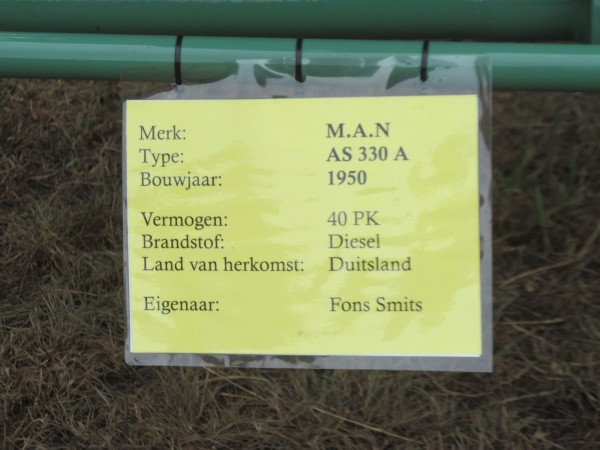 Merk: M.A.N
Type: AS 330 A
Bouwjaar: 1950
Vermogen: 40 PK
Brandstof: Diesel
Land van herkomst: Duitsland
Eigenaar: Fons Smits